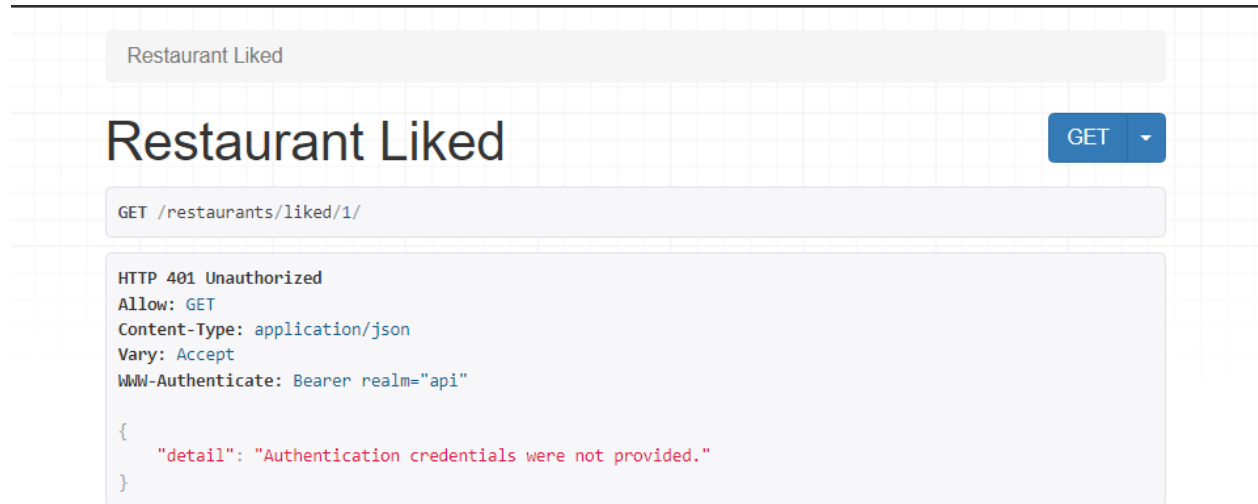 Restaurant Liked
Restaurant Liked
GET
GET /restaurants/liked/1/
HTTP 401 Unauthorized
Allow: GET
Content-Type: application/json
Vary: Accept
WWW-Authenticate: Bearer realm="api"
{
"detail": "Authentication credentials were not provided."
}